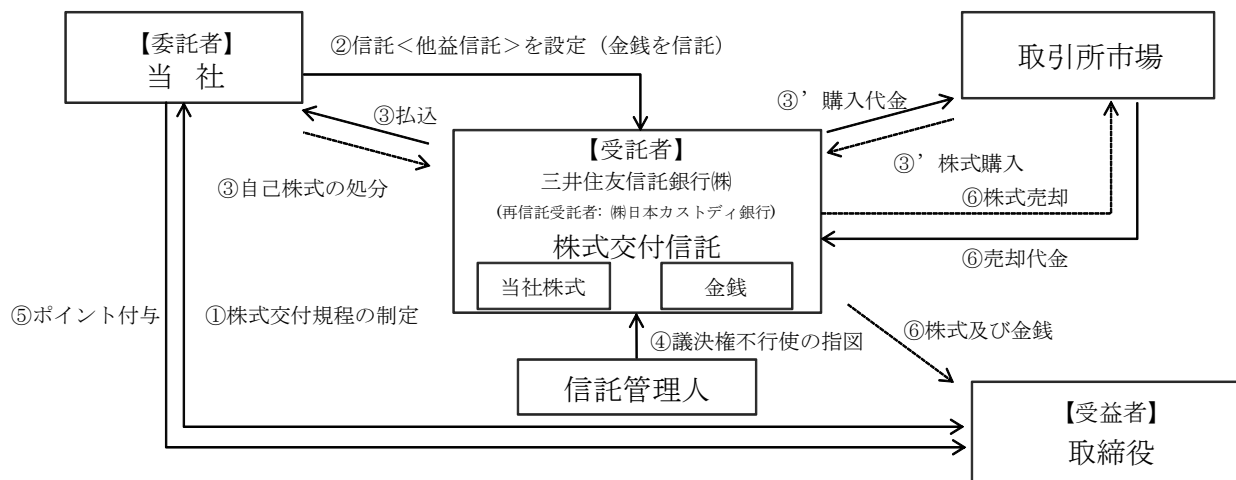 【委託者】
当 社
②信託＜他益信託＞を設定（金銭を信託）
取引所市場
③払込
③’購入代金
③自己株式の処分
【受託者】
三井住友信託銀行㈱
(再信託受託者: ㈱日本カストディ銀行)
株式交付信託
当社株式
金銭
③’株式購入
⑥株式売却
⑥売却代金
⑤ポイント付与
①株式交付規程の制定
④議決権不行使の指図
⑥株式及び金銭
信託管理人
【受益者】
取締役